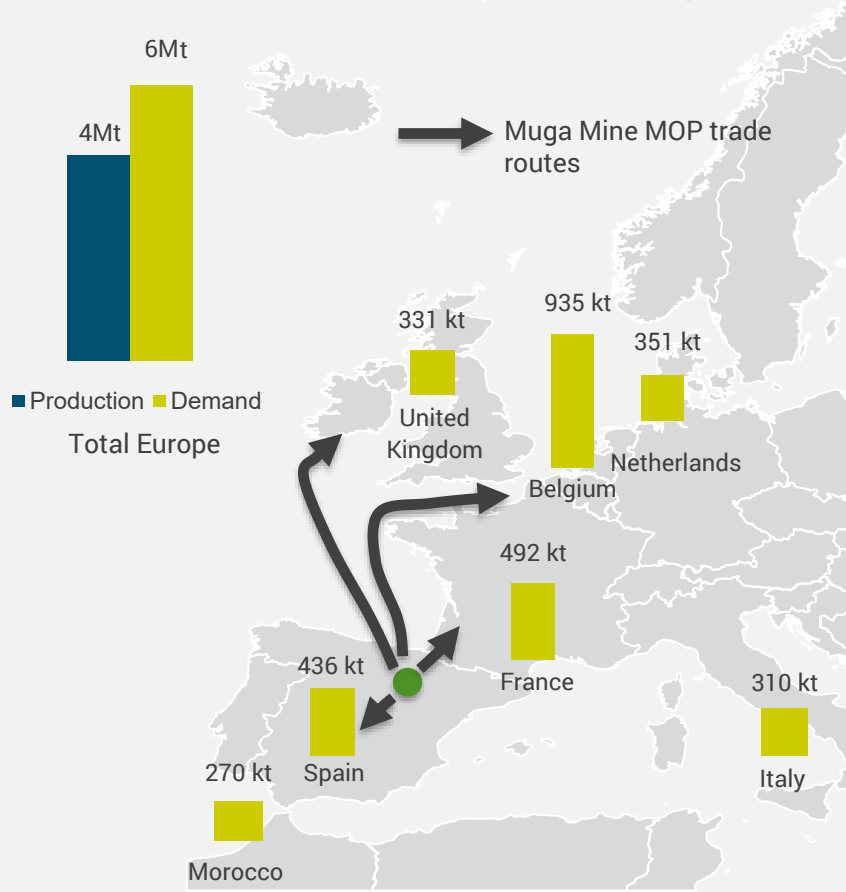 6Mt
4Mt
Production Demand
Total Europe
Muga Mine MOP trade
routes
331 kt
United
Kingdom
935 kt
Belgium
351 kt
Netherlands
492 kt
France
436 kt
Spain
310 kt
Italy
270 kt
Morocco